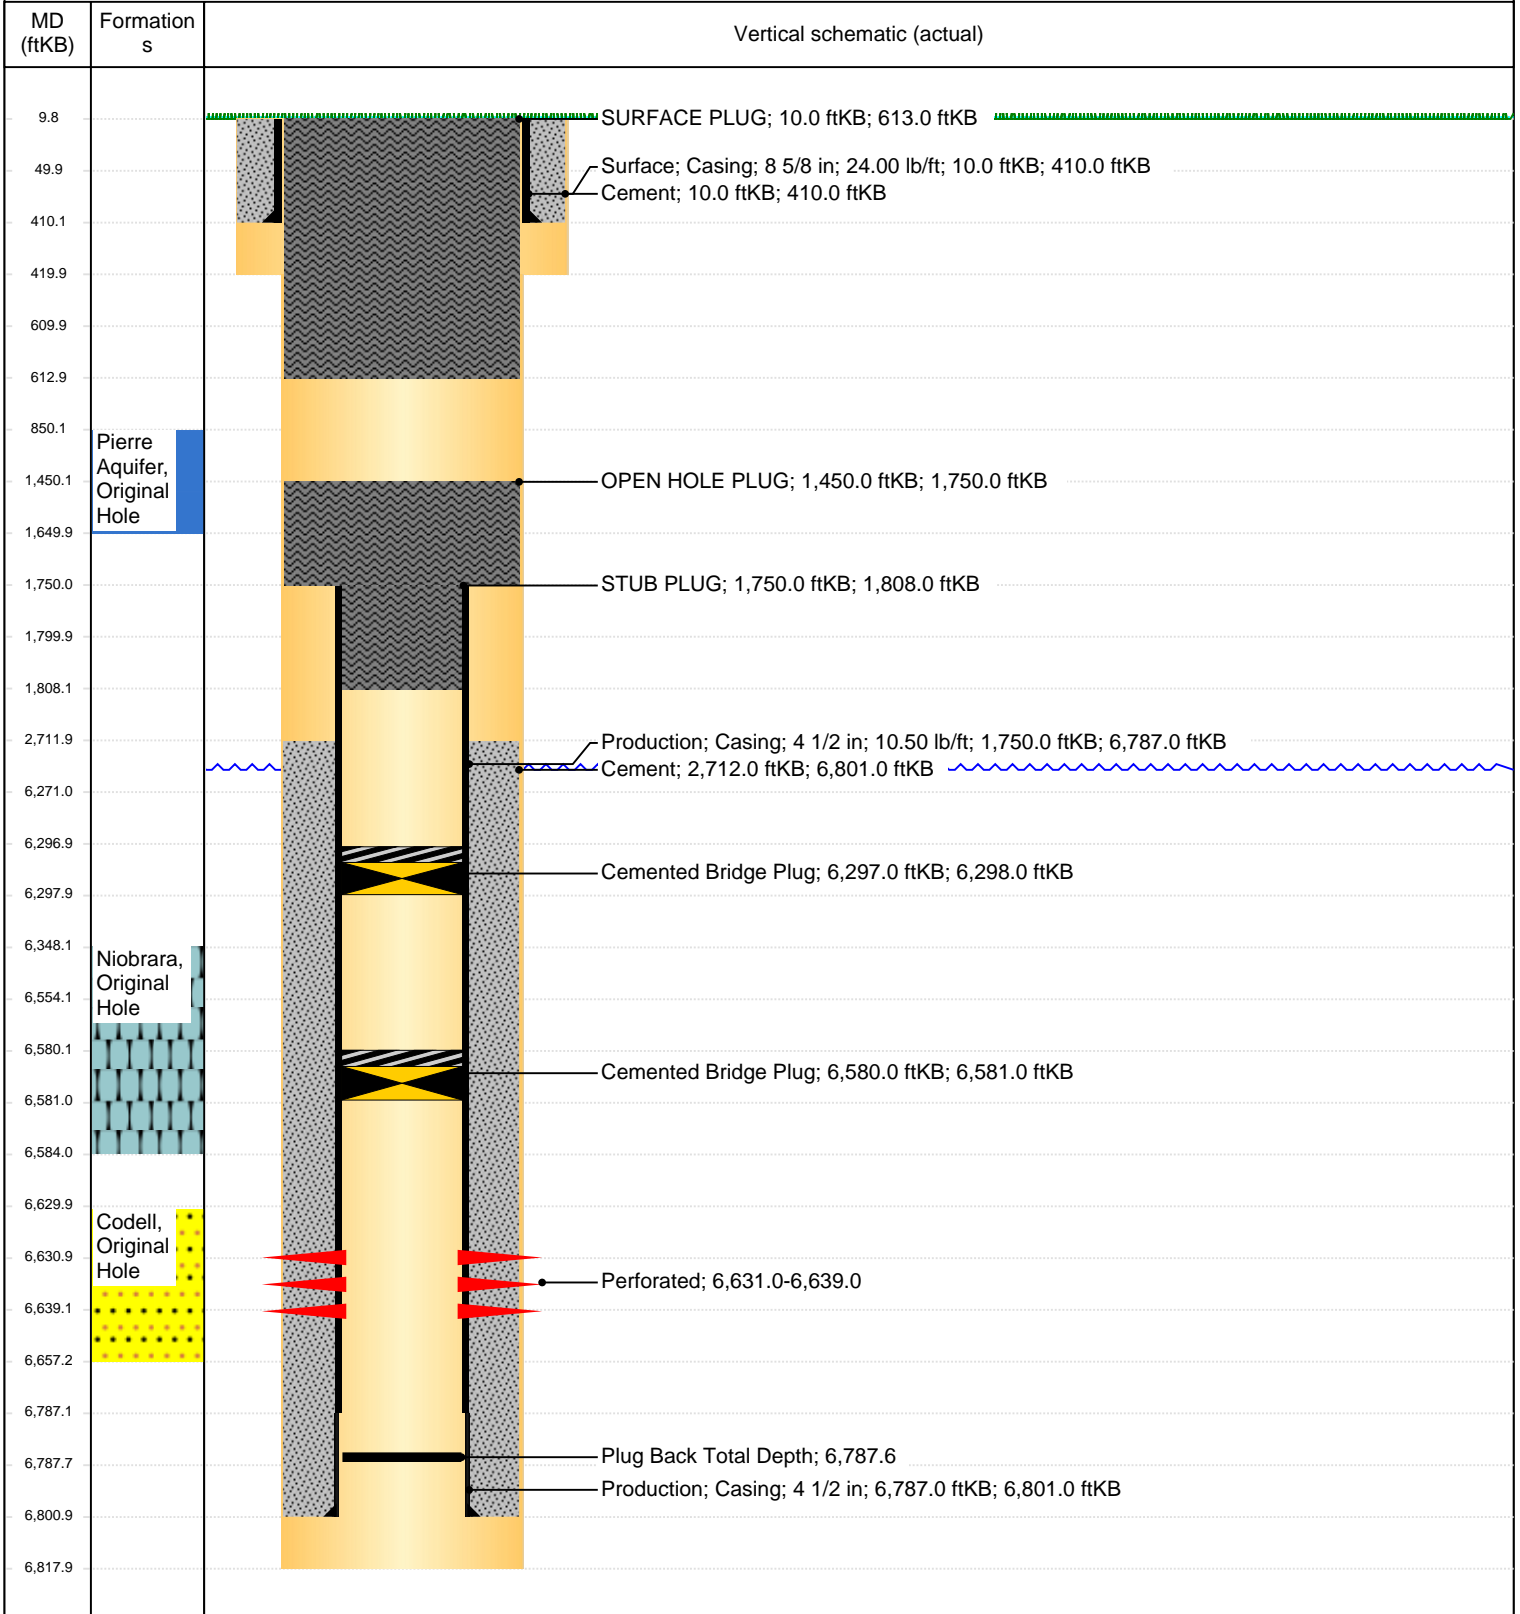 MD
(ftKB)
Formation
s
Vertical schematic (actual)
9.8
SURFACE PLUG; 10.0 ftKB; 613.0 ftKB
49.9
Surface; Casing; 8 5/8 in; 24.00 lb/ft; 10.0 ftKB; 410.0 ftKB
Cement; 10.0 ftKB; 410.0 ftKB
410.1
419.9
609.9
612.9
850.1
Pierre
Aquifer,
Original
Hole
1,450.1
OPEN HOLE PLUG; 1,450.0 ftKB; 1,750.0 ftKB
1,649.9
1,750.0
STUB PLUG; 1,750.0 ftKB; 1,808.0 ftKB
1,799.9
1,808.1
2,711.9
Production; Casing; 4 1/2 in; 10.50 lb/ft; 1,750.0 ftKB; 6,787.0 ftKB
Cement; 2,712.0 ftKB; 6,801.0 ftKB
6,271.0
6,296.9
Cemented Bridge Plug; 6,297.0 ftKB; 6,298.0 ftKB
6,297.9
6,348.1
Niobrara,
Original
Hole
6,554.1
6,580.1
Cemented Bridge Plug; 6,580.0 ftKB; 6,581.0 ftKB
6,581.0
6,584.0
6,629.9
Codell,
Original
Hole
6,630.9
Perforated; 6,631.0-6,639.0
6,639.1
6,657.2
6,787.1
Plug Back Total Depth; 6,787.6
6,787.7
Production; Casing; 4 1/2 in; 6,787.0 ftKB; 6,801.0 ftKB
6,800.9
6,817.9